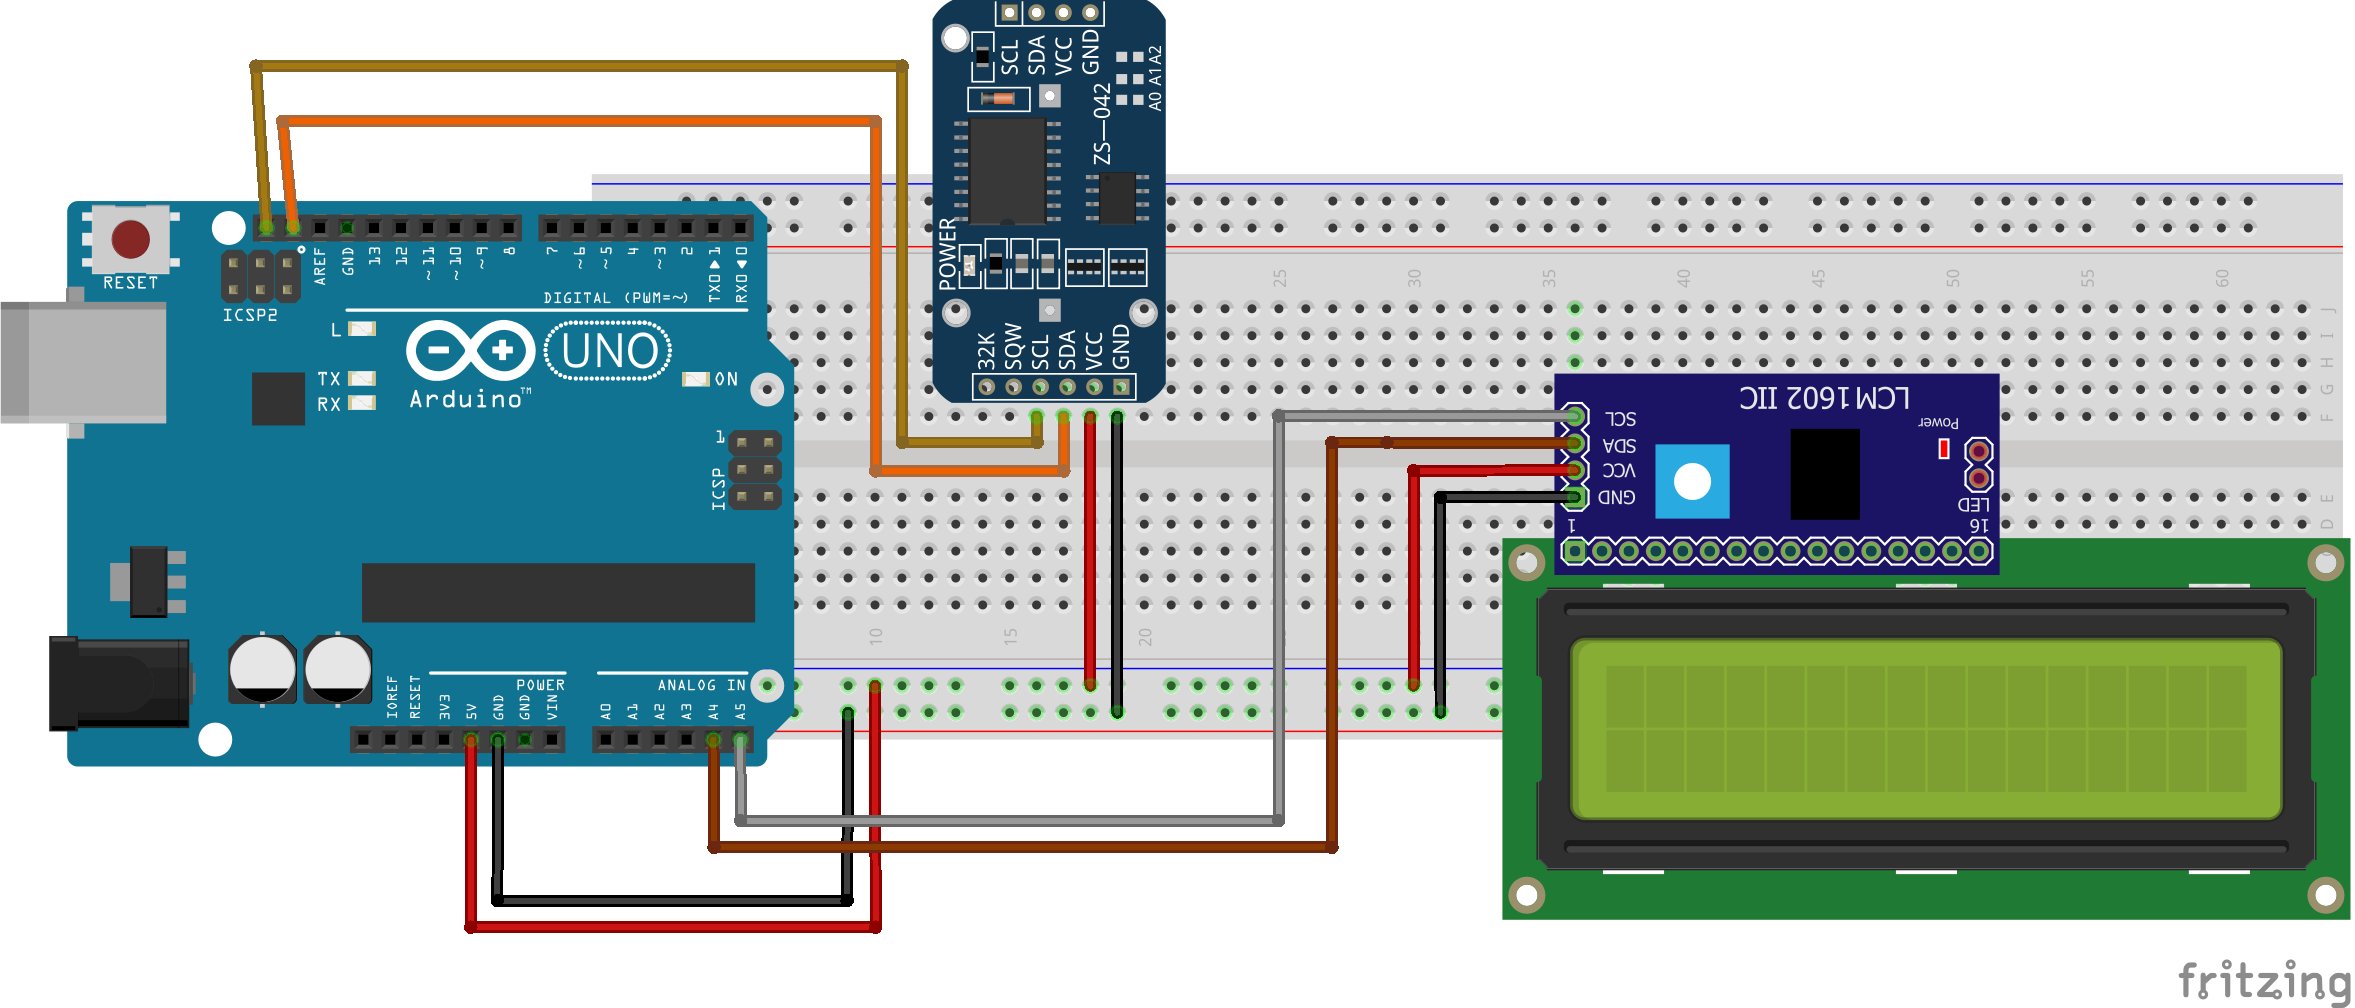 SCL
SDA
VCC
GND
A0 A1 A2
ZS—042
POWER
32K
SQW
SCL
SDA
VCC
GND
RESET
ICSP2
AREF
GND
13
12
~11
~10
~9
8
7
~6
~5
4
~3
2
TX0▶1
RX0◀0
DIGITAL (PWM=~)
L
TX
RX
UNO
Arduino™
ON
1
ICSP
IOREF
RESET
3V3
5V
GND
GND
VIN
POWER
A0
A1
A2
A3
A4
A5
ANALOG IN
25
30
35
40
45
50
55
60
J
I
H
G
F
E
D
10
15
20
LCM1602 IIC
SCL
SDA
VCC
GND
Power
LED
1
16
fritzing